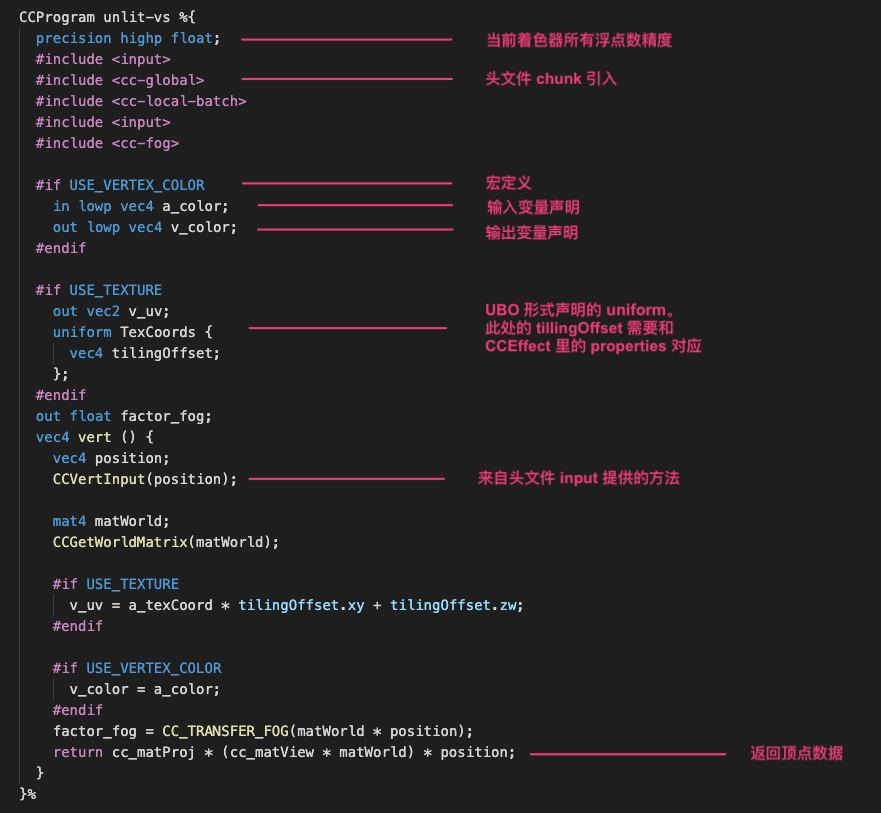 CCProgram unlit-vs %{
precision highp float; 当前着色器所有浮点数精度
#include <input>
#include <cc-global> 头文件 chunk 引入
#include <cc-local-batch>
#include <input>
#include <cc-fog>
#if USE_VERTEX_COLOR 宏定义
in lowp vec4 a_color; 输入变量声明
out lowp vec4 v_color; 输出变量声明
#endif
#if USE_TEXTURE
out vec2 v_uv; UBO 形式声明的 uniform。
uniform TexCoords { 此处的 tillingOffset 需要和
vec4 tilingOffset; CCEffect 里的 properties 对应
};
#endif
out float factor_fog;
vec4 vert () {
vec4 position;
CCVertInput(position); 来自头文件 input 提供的方法
mat4 matWorld;
CCGetWorldMatrix(matWorld);
#if USE_TEXTURE
v_uv = a_texCoord * tilingOffset.xy + tilingOffset.zw;
#endif
#if USE_VERTEX_COLOR
v_color = a_color;
#endif
factor_fog = CC_TRANSFER_FOG(matWorld * position);
return cc_matProj * (cc_matView * matWorld) * position; 返回顶点数据
}
}%